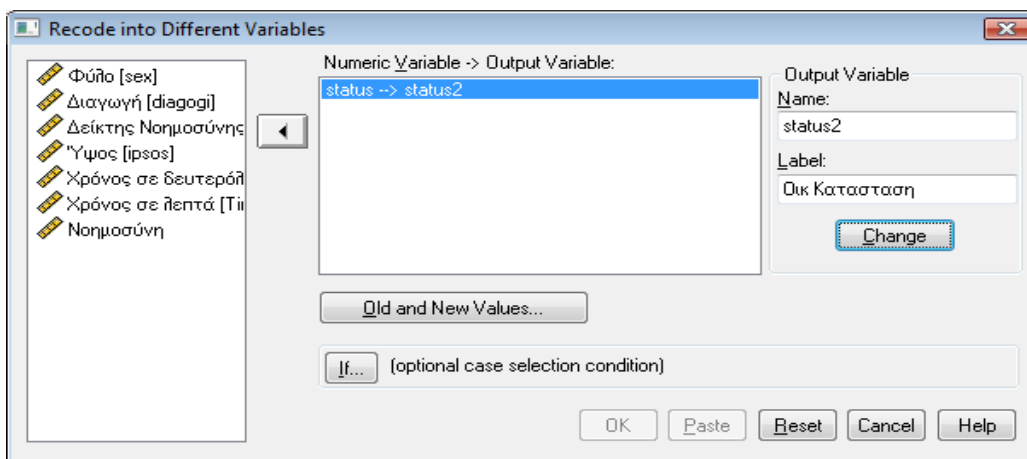 Recode into Different Variables
Φύλο [sex]
Διαγωγή [diagogi]
Δείκτης Νοημοσύνης
Ύψος [ipsos]
Χρόνος σε δευτερόλ
Χρόνος σε λεπτά [Tii
Νοημοσύνη
Numeric Variable -> Output Variable:
status --> status2
Output Variable
Name:
status2
Label:
Οικ Κατασταση
Change
Old and New Values...
If... (optional case selection condition)
OK Paste Reset Cancel Help